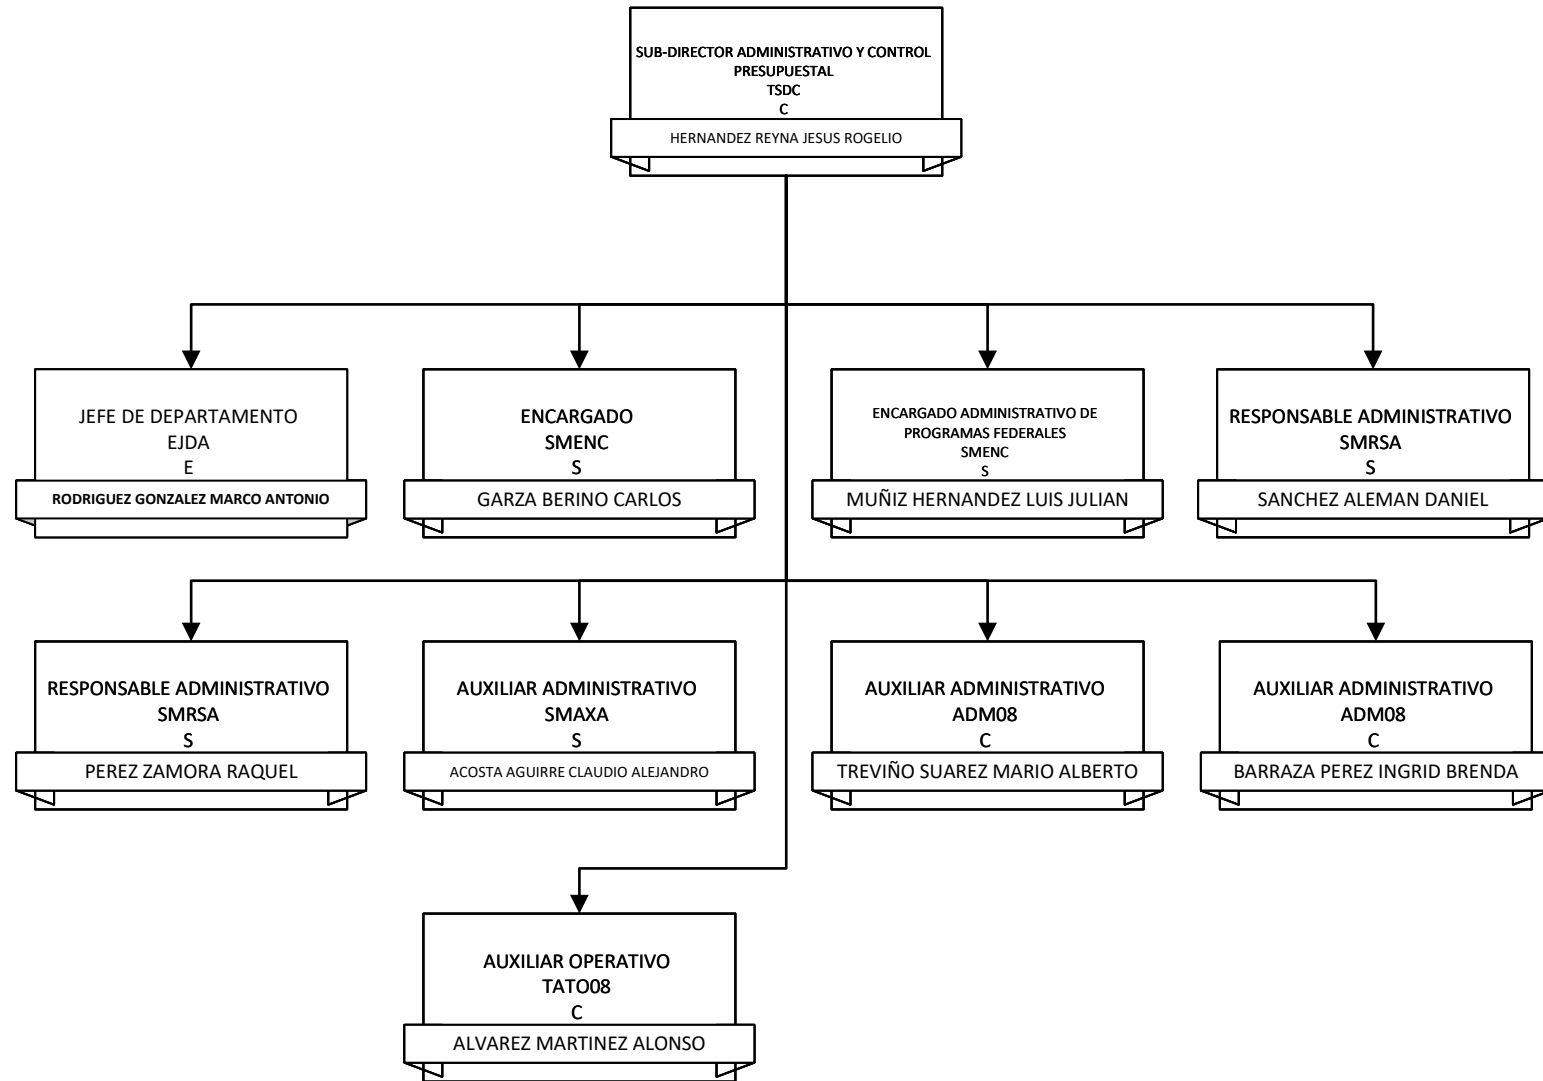 SUB-DIRECTOR ADMINISTRATIVO Y CONTROL
PRESUPUESTAL
TSDC
C
HERNANDEZ REYNA JESUS ROGELIO
JEFE DE DEPARTAMENTO
EJDA
E
RODRIGUEZ GONZALEZ MARCO ANTONIO
ENCARGADO
SMENC
S
GARZA BERINO CARLOS
ENCARGADO ADMINISTRATIVO DE
PROGRAMAS FEDERALES
SMENC
S
MUÑIZ HERNANDEZ LUIS JULIAN
RESPONSABLE ADMINISTRATIVO
SMRSA
S
SANCHEZ ALEMAN DANIEL
RESPONSABLE ADMINISTRATIVO
SMRSA
S
PEREZ ZAMORA RAQUEL
AUXILIAR ADMINISTRATIVO
SMAXA
S
ACOSTA AGUIRRE CLAUDIO ALEJANDRO
AUXILIAR ADMINISTRATIVO
ADM08
C
TREVIÑO SUAREZ MARIO ALBERTO
AUXILIAR ADMINISTRATIVO
ADM08
C
BARRAZA PEREZ INGRID BRENDA
AUXILIAR OPERATIVO
TATO08
C
ALVAREZ MARTINEZ ALONSO